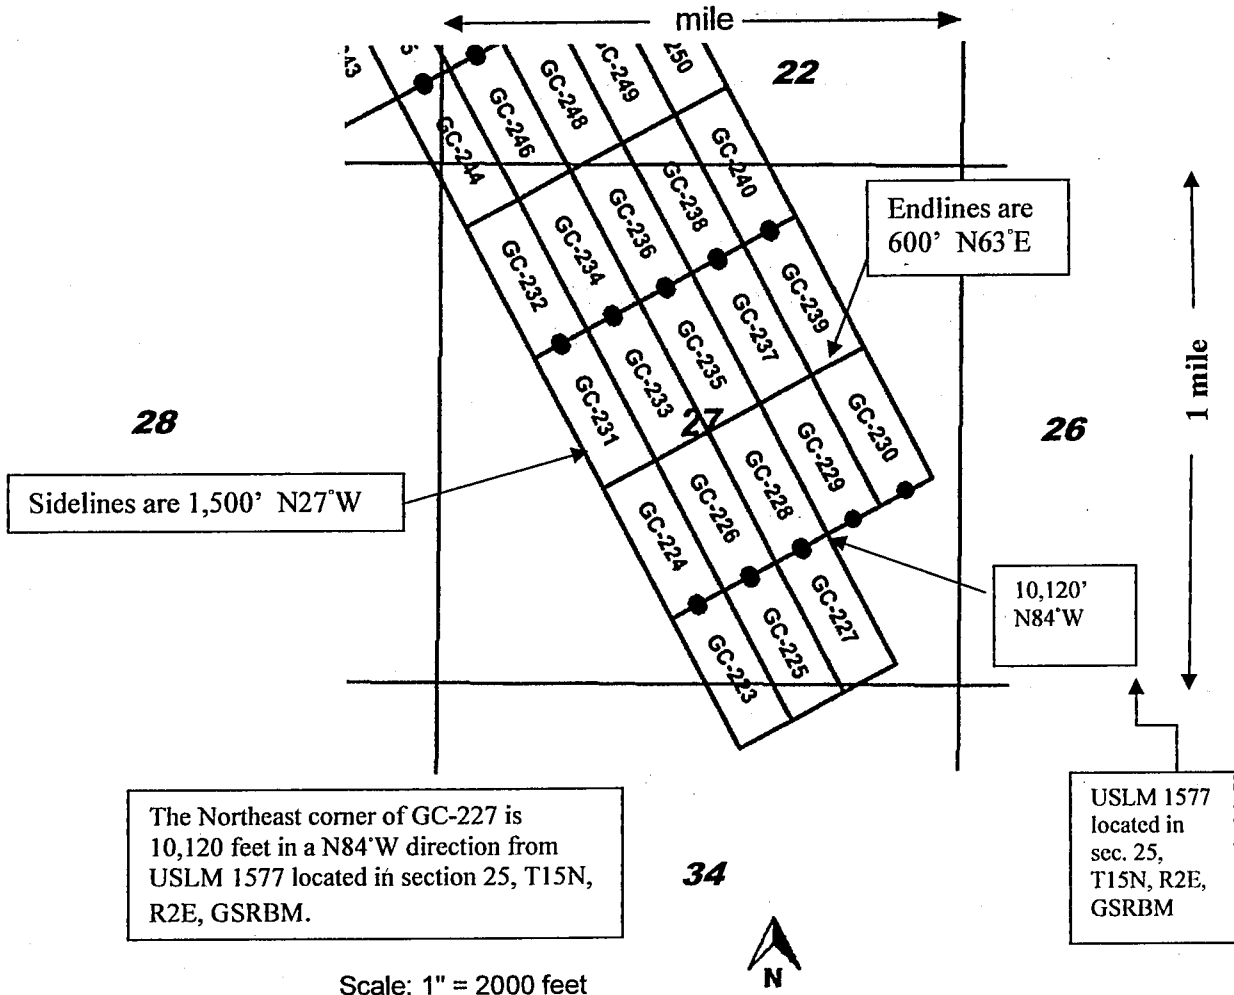 mile
22
43
5
GC-248
GC-249
250
GC-244
GC-246
GC-240
GC-238
GC-236
GC-234
GC-232
Endlines are
600' N63°E
GC-239
GC-237
GC-235
GC-233
GC-231
28
27
26
1 mile
GC-230
GC-229
GC-228
GC-226
GC-224
Sidelines are 1,500' N27°W
10,120'
N84°W
GC-227
GC-225
GC-223
The Northeast corner of GC-227 is
10,120 feet in a N84°W direction from
USLM 1577 located in section 25, T15N,
R2E, GSRBM.
USLM 1577
located in
sec. 25,
T15N, R2E,
GSRBM
34
N
Scale: 1" = 2000 feet